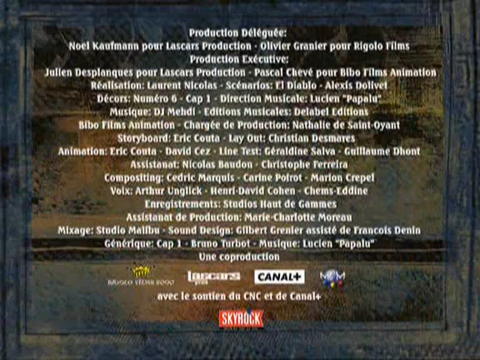 Production Déléguée:
Noel Kaufmann pour Lascars Production - Olivier Granier pour Rigolo Films
Production Exécutive:
Julien Desplanques pour Lascars Production - Pascal Chevé pour Bibo Films Animation
Réalisation: Laurent Nicolas - Scénarios: El Diablo - Alexis Dolivet
Décors: Numéro 6 - Cap 1 - Direction Musicale: Lucien "Papalu"
Musique: DJ Mehdi - Editions Musicales: Delabel Editions
Bibo Films Animation - Chargée de Production: Nathalie de Saint-Oyant
Storyboard: Eric Couta - Lay Out: Christian Desmares
Animation: Eric Couta - David Cez - Line Test: Géraldine Salva - Guillaume Dhont
Assistanat: Nicolas Baudon - Christophe Ferreira
Compositing: Cedric Marquis - Carine Poirot - Marion Crepel
Voix: Arthur Unglick - Henri-David Cohen - Chems-Eddine
Enregistrements: Studios Haut de Gammes
Assistanat de Production: Marie-Charlotte Moreau
Mixage: Studio Malibu - Sound Design: Gilbert Grenier assisté de Francois Denin
Générique: Cap 1 - Bruno Turbot - Musique: Lucien "Papalu"
Une coproduction
Lascars CANAL+
avec le soutien du CNC et de Canal+
SKYROCK